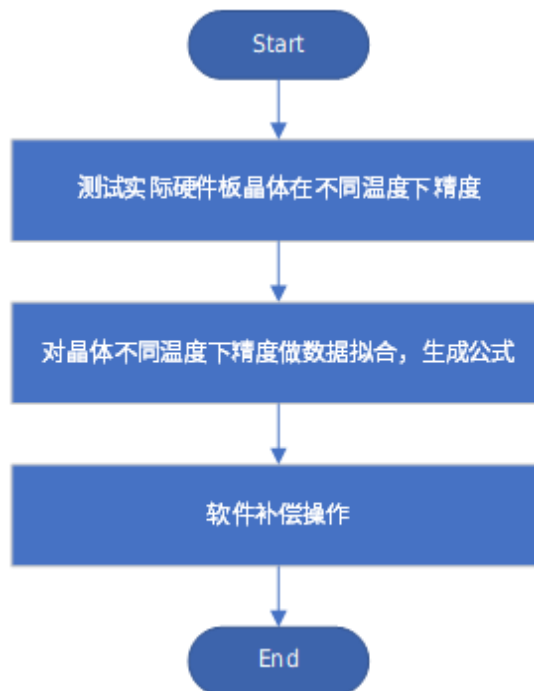 Start
测试实际硬件板晶体在不同温度下精度
对晶体不同温度下精度做数据拟合，生成公式
软件补偿操作
End